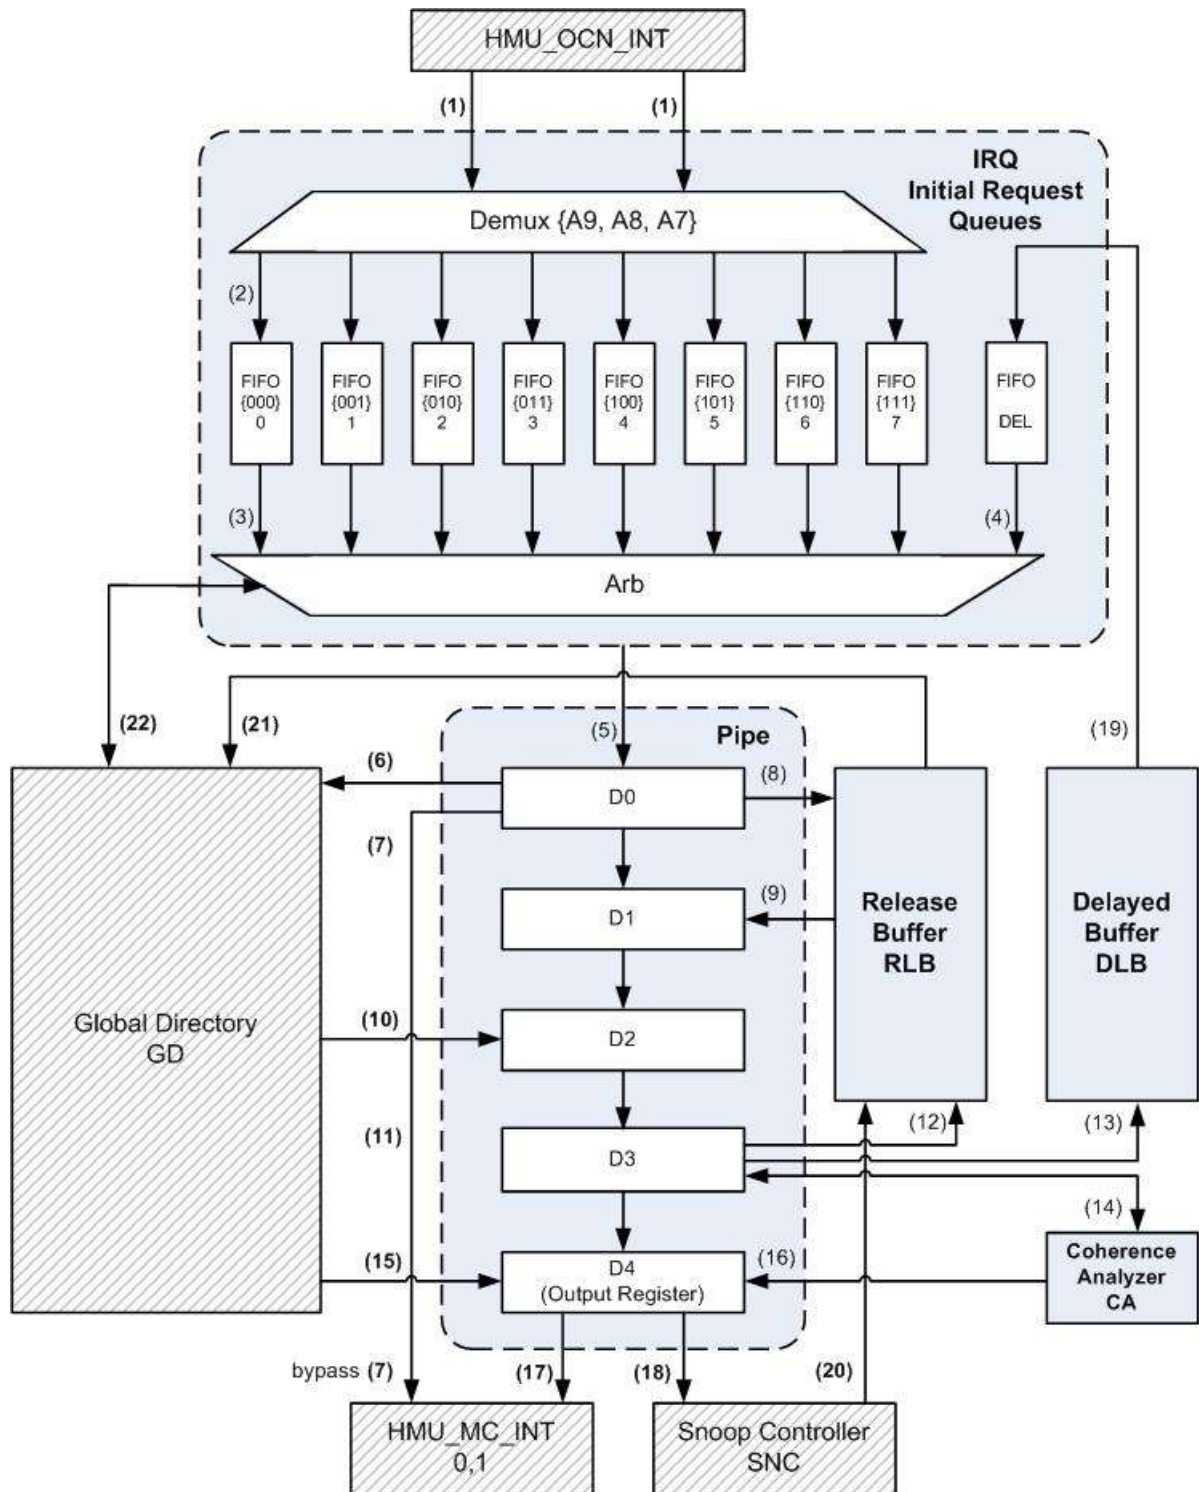 HMU_OCN_INT
(1)
(1)
IRQ
Initial Request
Queues
Demux {A9, A8, A7}
(2)
FIFO
{000}
0
FIFO
{001}
1
FIFO
{010}
2
FIFO
{011}
3
FIFO
{100}
4
FIFO
{101}
5
FIFO
{110}
6
FIFO
{111}
7
FIFO
DEL
(3)
(4)
Arb
(22)
(21)
(5)
Pipe
(19)
(6)
D0
(8)
(7)
D1
(9)
Release
Buffer
RLB
Delayed
Buffer
DLB
Global Directory
GD
(10)
D2
(11)
D3
(12)
(13)
(14)
(15)
D4
(Output Register)
(16)
Coherence
Analyzer
CA
bypass (7)
(17)
(18)
(20)
HMU_MC_INT
0,1
Snoop Controller
SNC